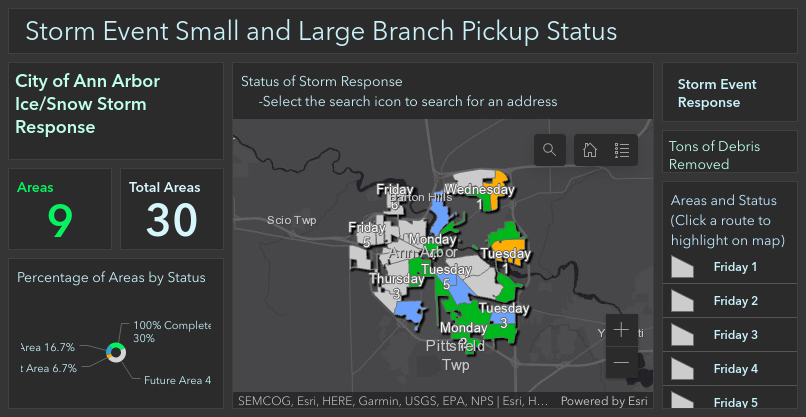 Storm Event Small and Large Branch Pickup Status
City of Ann Arbor
Ice/Snow Storm
Response
Areas
9
Total Areas
30
Percentage of Areas by Status
100% Complete
30%
Area 16.7%
t Area 6.7%
Future Area 4
Status of Storm Response
-Select the search icon to search for an address
Friday
Barton Hills
Wednesday
1
Scio Twp
Friday
5
Monday
Ann Arbor
Tuesday
1
Thursday
3
Tuesday
5
Tuesday
3
Monday
Pittsfield
Twp
SEMCOG, Esri, HERE, Garmin, USGS, EPA, NPS | Esri, H...
Powered by Esri
Storm Event
Response
Tons of Debris
Removed
Areas and Status
(Click a route to
highlight on map)
Friday 1
Friday 2
Friday 3
Friday 4
Friday 5